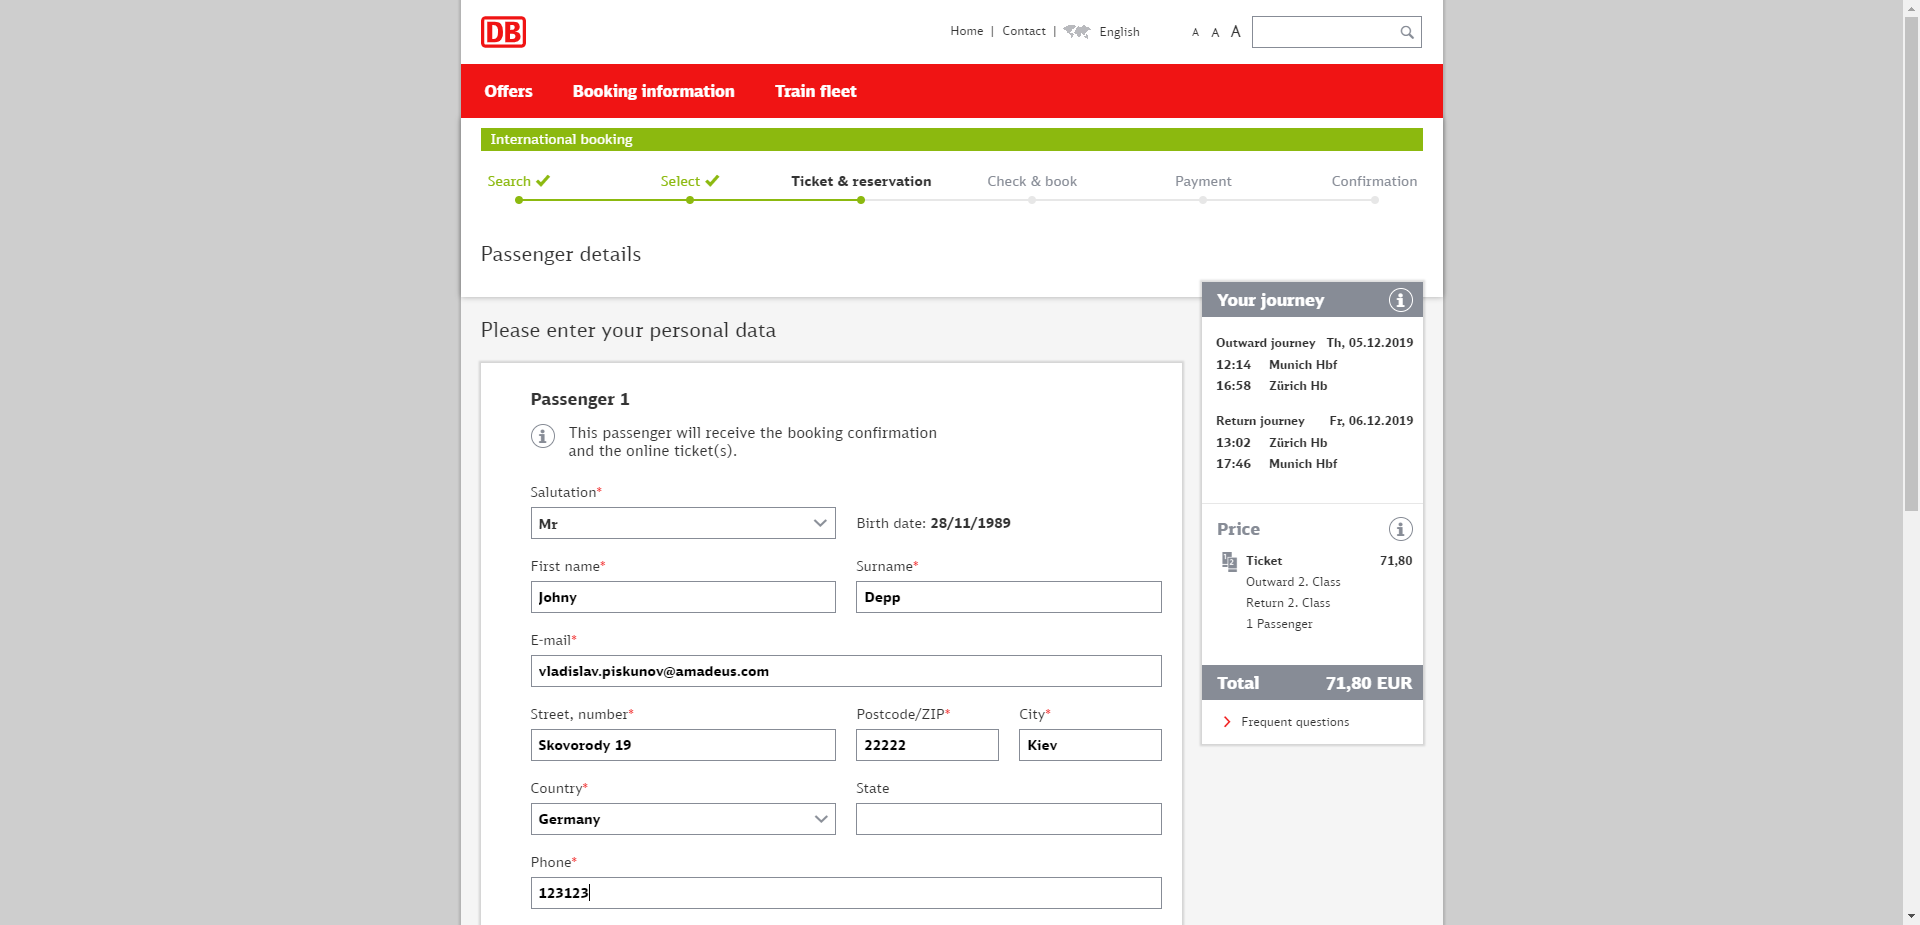 DB
Home | Contact | English A A A
Offers Booking information Train fleet
International booking
Search Select Ticket & reservation Check & book Payment Confirmation
Passenger details
Please enter your personal data
Passenger 1
This passenger will receive the booking confirmation
and the online ticket(s).
Salutation*
Mr Birth date: 28/11/1989
First name* Surname*
Johny Depp
E-mail*
vladislav.piskunov@amadeus.com
Street, number* Postcode/ZIP* City*
Skovorody 19 22222 Kiev
Country* State
Germany
Phone*
123123
Your journey
Outward journey Th, 05.12.2019
12:14 Munich Hbf
16:58 Zürich Hb
Return journey Fr, 06.12.2019
13:02 Zürich Hb
17:46 Munich Hbf
Price
Ticket 71,80
Outward 2. Class
Return 2. Class
1 Passenger
Total 71,80 EUR
Frequent questions